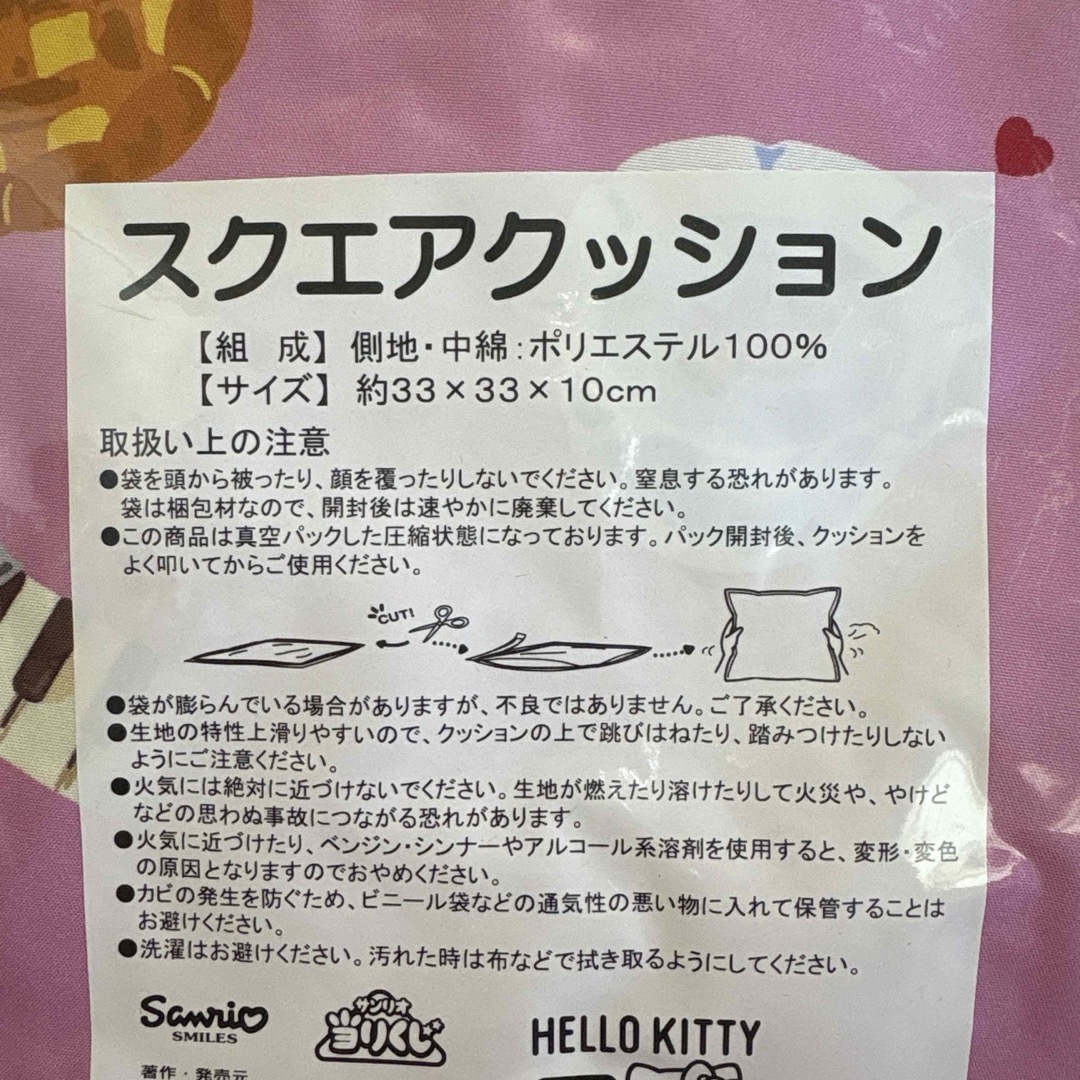 スクエアクッション
【組　成】側地・中綿：ポリエステル100%
【サイズ】約33×33×10cm
取扱い上の注意
●袋を頭から被ったり、顔を覆ったりしないでください。窒息する恐れがあります。
袋は梱包材なので、開封後は速やかに廃棄してください。
●この商品は真空パックした圧縮状態になっております。パック開封後、クッションを
よく叩いてからご使用ください。
CUT!
●袋が膨らんでいる場合がありますが、不良ではありません。ご了承ください。
●生地の特性上滑りやすいので、クッションの上で跳びはねたり、踏みつけたりしない
ようにご注意ください。
●火気には絶対に近づけないでください。生地が燃えたり溶けたりして火災や、やけど
などの思わぬ事故につながる恐れがあります。
●火気に近づけたり、ベンジン・シンナーやアルコール系溶剤を使用すると、変形・変色
の原因となりますのでおやめください。
●カビの発生を防ぐため、ビニール袋などの通気性の悪い物に入れて保管することは
お避けください。
●洗濯はお避けください。汚れた時は布などで拭き取るようにしてください。
Sanrio
SMILES
サンリオ
当りくじ
HELLO KITTY
著作・発売元